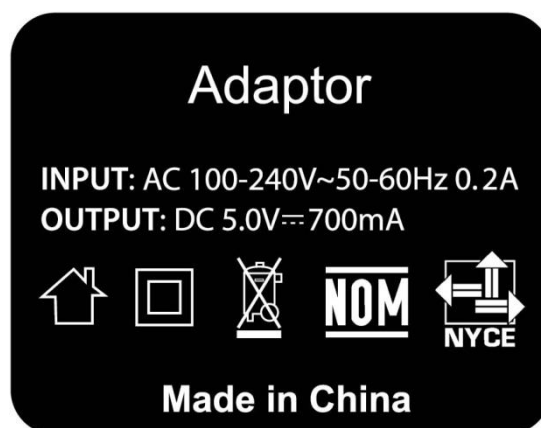 Adaptor
INPUT: AC 100-240V~50-60Hz 0.2A
OUTPUT: DC 5.0V⎓700mA
NOM
NYCE
Made in China